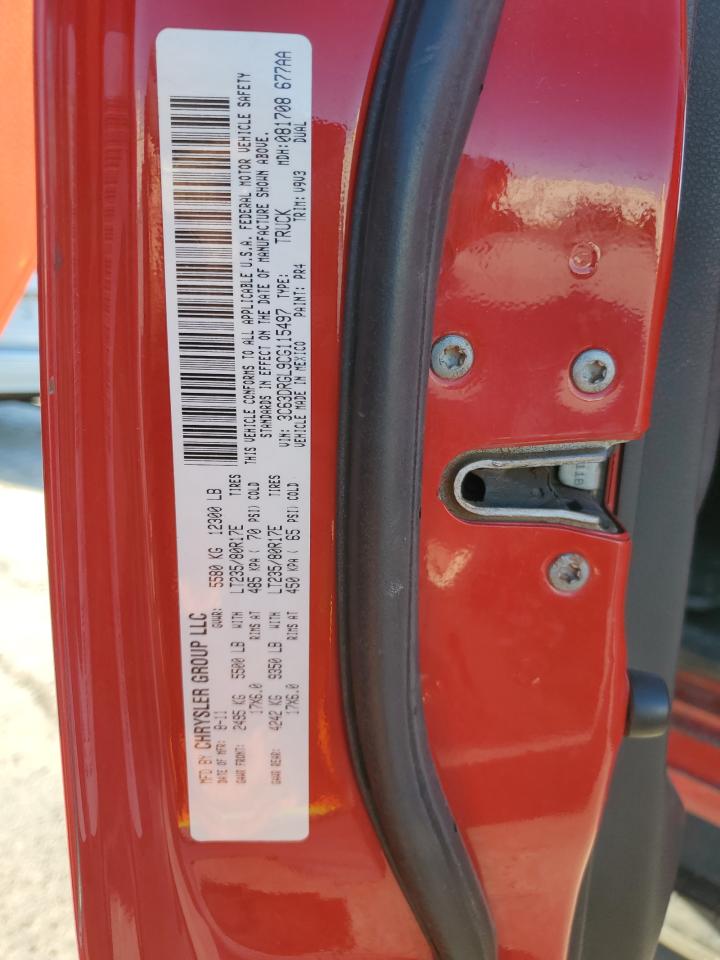 MFD BY CHRYSLER GROUP LLC
DATE OF MFR: 8-11 GVWR: 5580 KG 12300 LB
GAWR FRONT: 2495 KG 5500 LB WITH LT235/80R17E TIRES
17X6.0 RIMS AT 485 KPA ( 70 PSI) COLD
GAWR REAR: 4242 KG 9350 LB WITH LT235/80R17E TIRES
17X6.0 RIMS AT 450 KPA ( 65 PSI) COLD
THIS VEHICLE CONFORMS TO ALL APPLICABLE U.S.A. FEDERAL MOTOR VEHICLE SAFETY
STANDARDS IN EFFECT ON THE DATE OF MANUFACTURE SHOWN ABOVE.
VIN: 3C63DRGL9CG115497 TYPE: TRUCK MDH: 081708 677AA
VEHICLE MADE IN MEXICO PAINT: PR4 TRIM: V9V3 DUAL